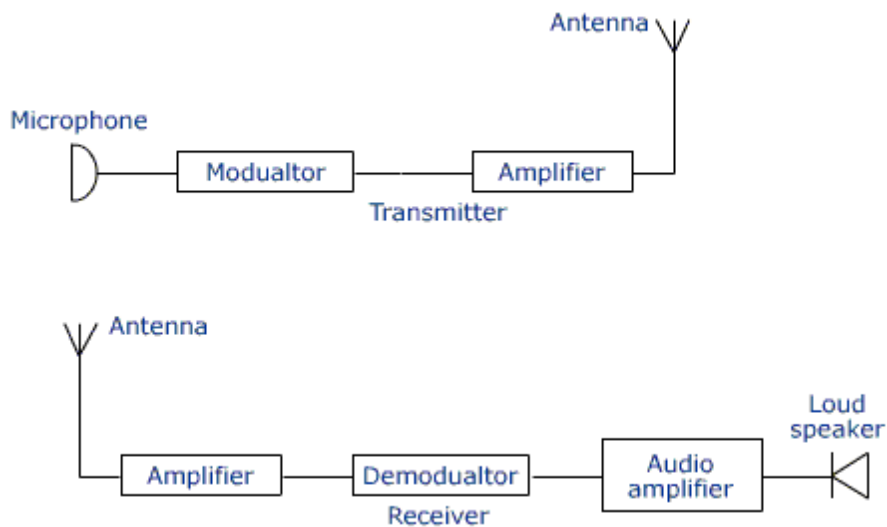 Antenna
Microphone
Modualtor
Amplifier
Transmitter
Antenna
Loud
speaker
Amplifier
Demodualtor
Audio
amplifier
Receiver